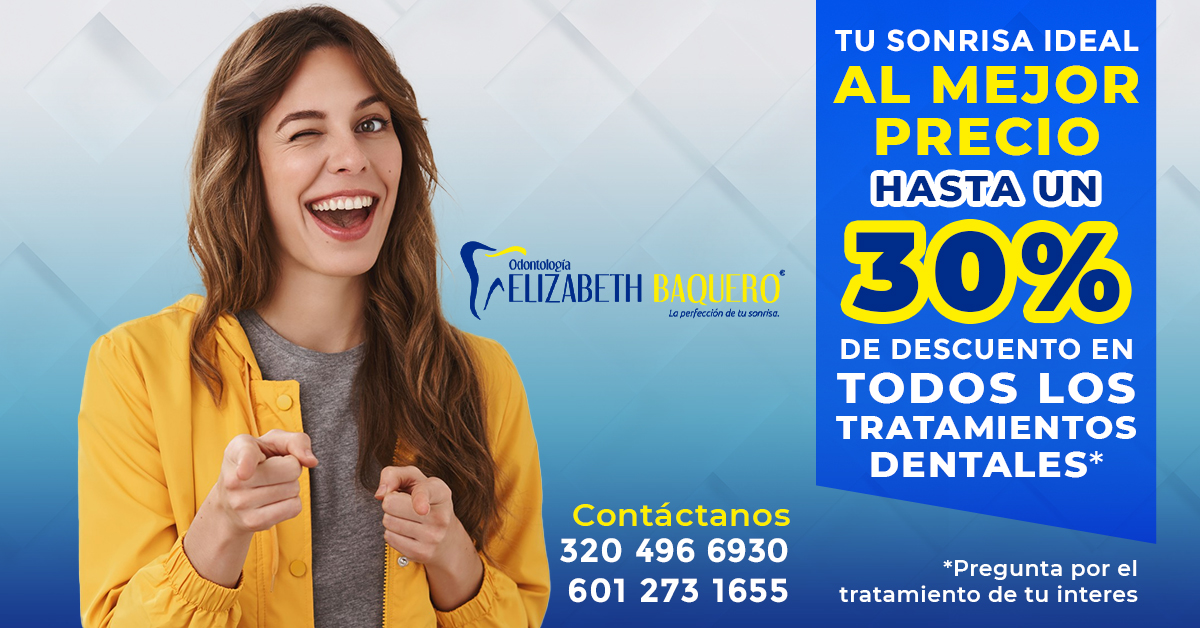 TU SONRISA IDEAL
AL MEJOR
PRECIO
HASTA UN
30%
DE DESCUENTO EN
TODOS LOS
TRATAMIENTOS
DENTALES*
Odontología
ELIZABETH BAQUERO
La perfección de tu sonrisa.
Contáctanos
320 496 6930
601 273 1655
*Pregunta por el
tratamiento de tu interes